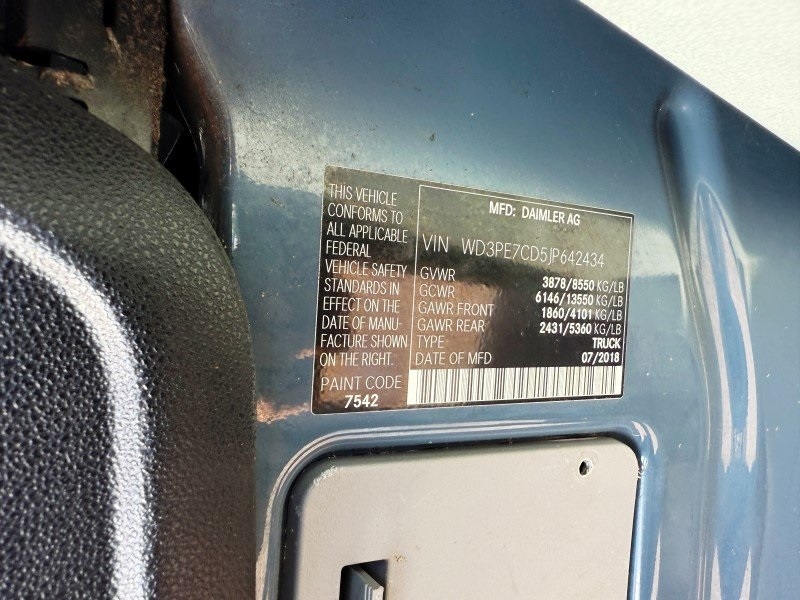 THIS VEHICLE
CONFORMS TO
ALL APPLICABLE
FEDERAL
VEHICLE SAFETY
STANDARDS IN
EFFECT ON THE
DATE OF MANU-
FACTURE SHOWN
ON THE RIGHT.
PAINT CODE
7542
MFD: DAIMLER AG
VIN WD3PE7CD5JP642434
GVWR 3878/8550 KG/LB
GCWR 6146/13550 KG/LB
GAWR FRONT 1860/4101 KG/LB
GAWR REAR 2431/5360 KG/LB
TYPE TRUCK
DATE OF MFD 07/2018